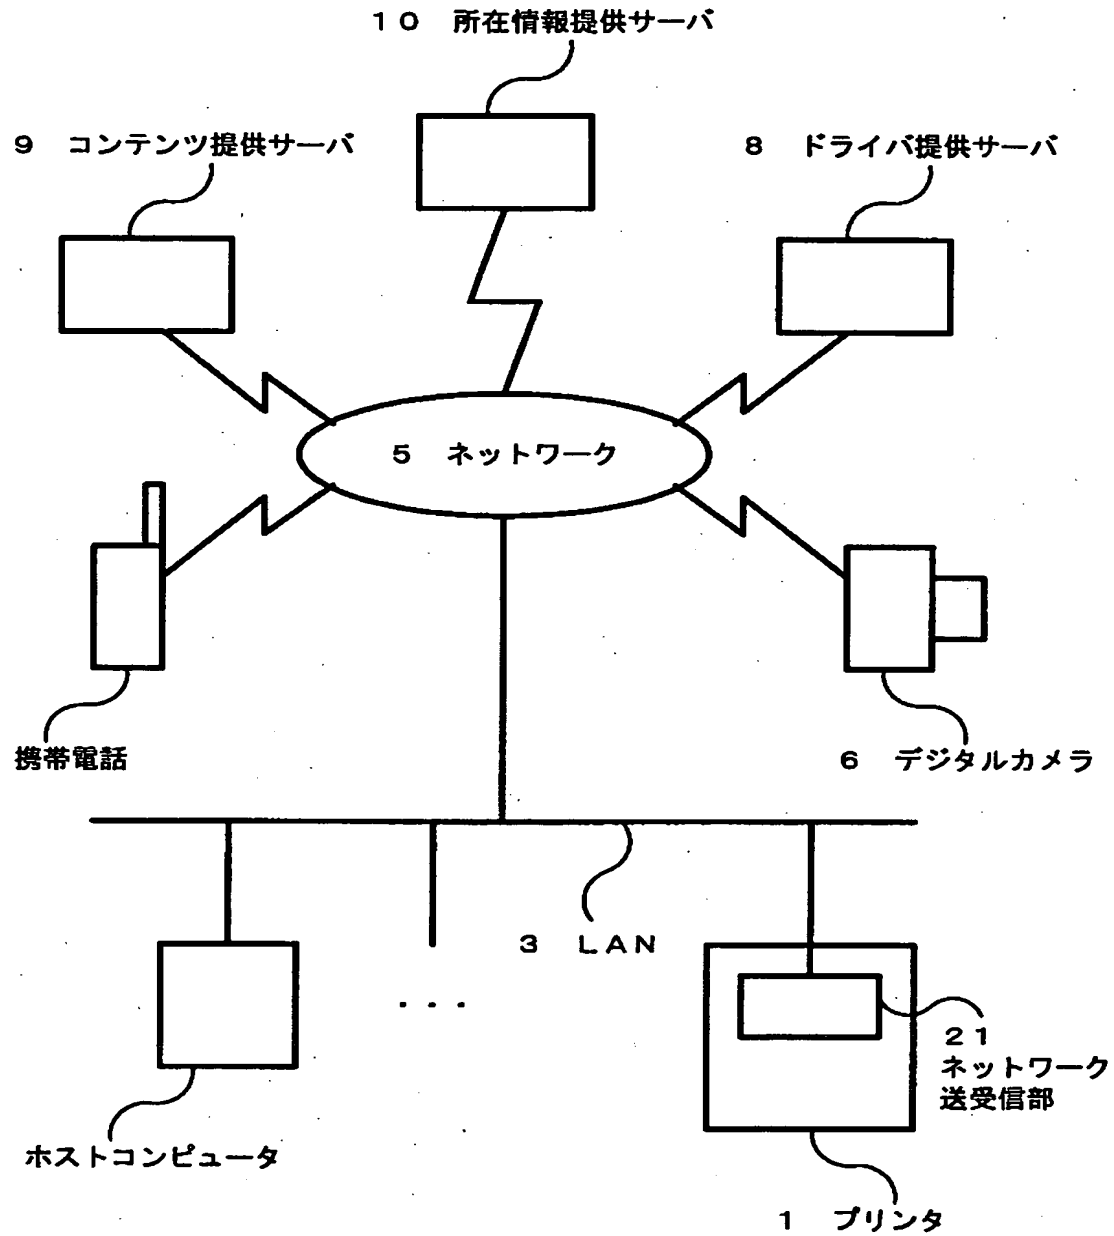 １０ 所在情報提供サーバ
９ コンテンツ提供サーバ
８ ドライバ提供サーバ
５ ネットワーク
携帯電話
６ デジタルカメラ
３ ＬＡＮ
・・・
２１
ネットワーク
送受信部
ホストコンピュータ
１ プリンタ